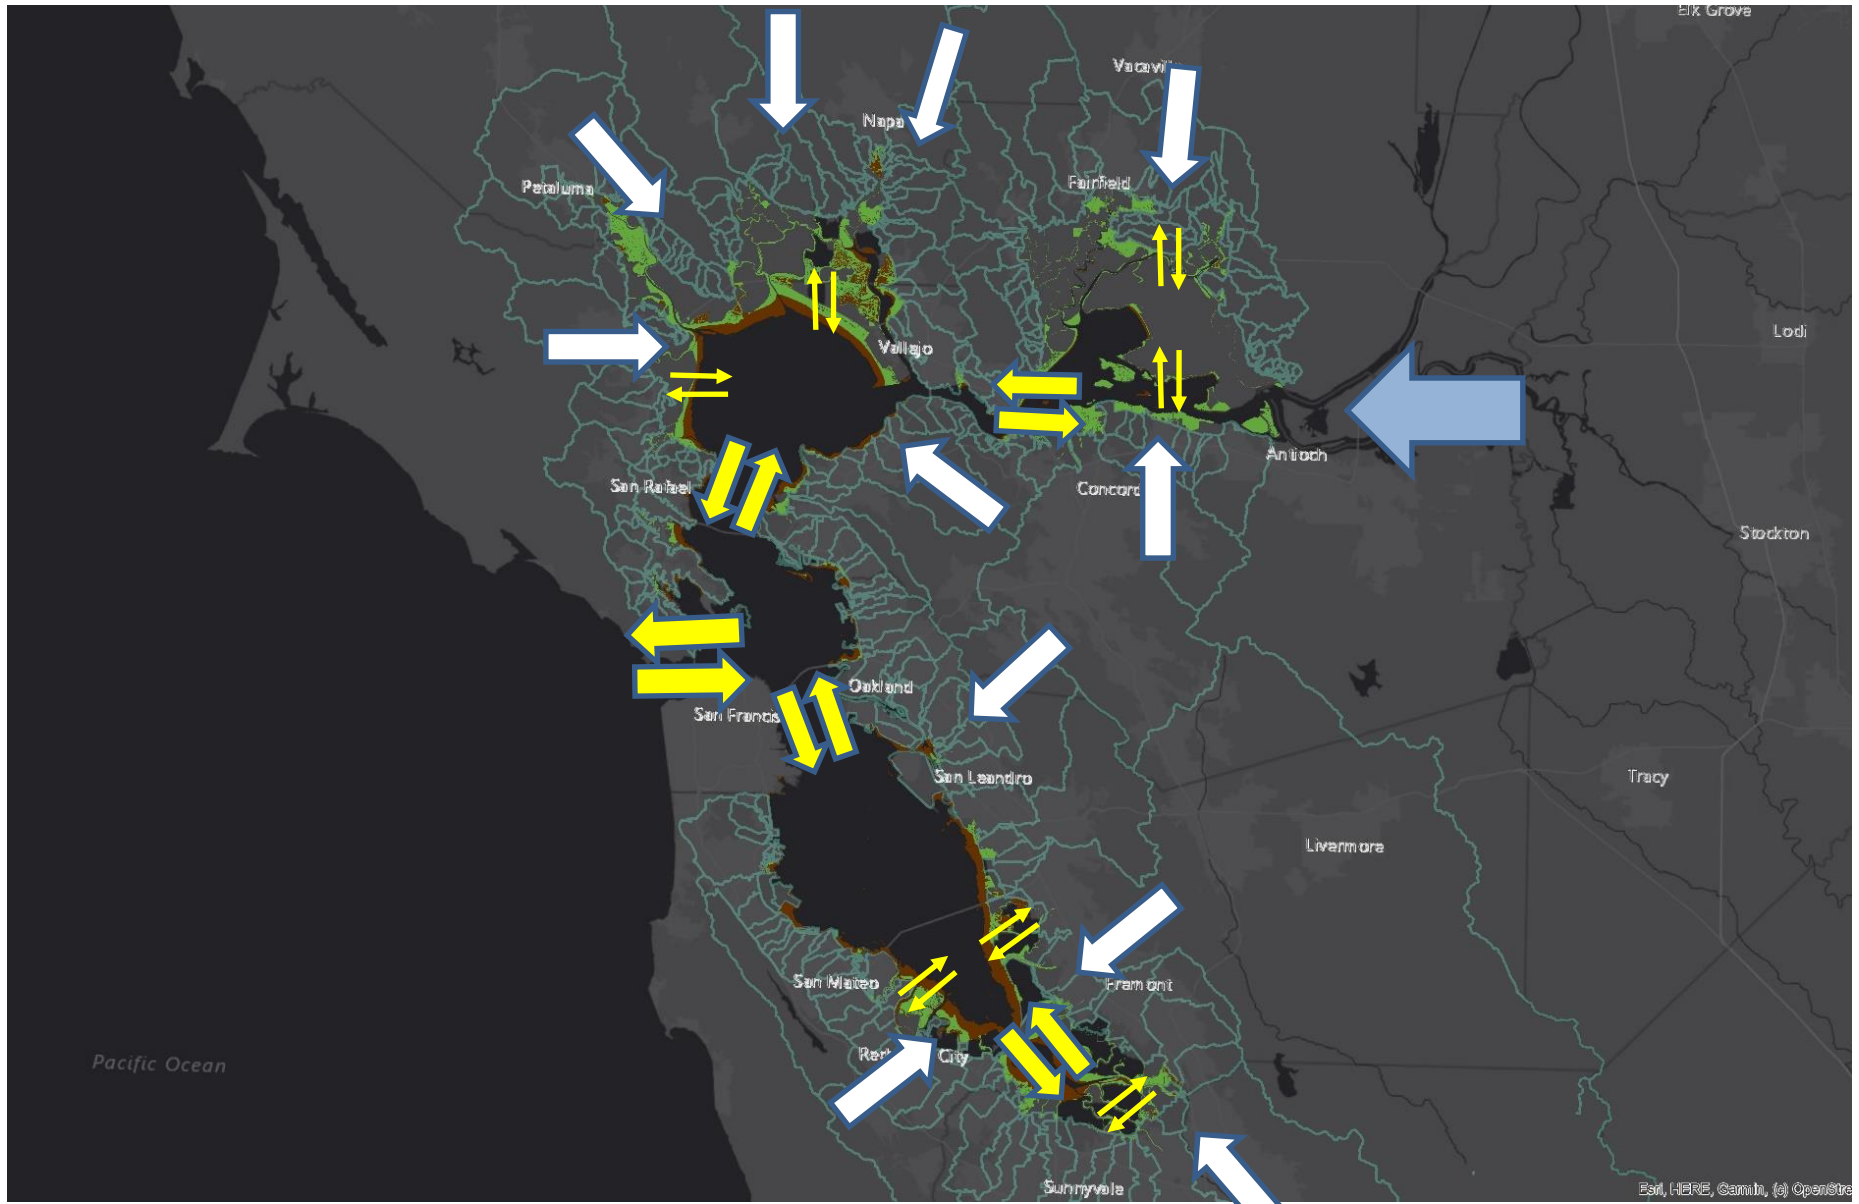 Elk Grove
Napa
Petaluma
Fairfield
Lodi
Vallejo
Antioch
San Rafael
Concord
Stockton
Oakland
San Francis
San Leandro
Tracy
Livermore
San Mateo
Fremont
City
Pacific Ocean
Sunnyvale
Esri, HERE, Garmin, (c) OpenStre